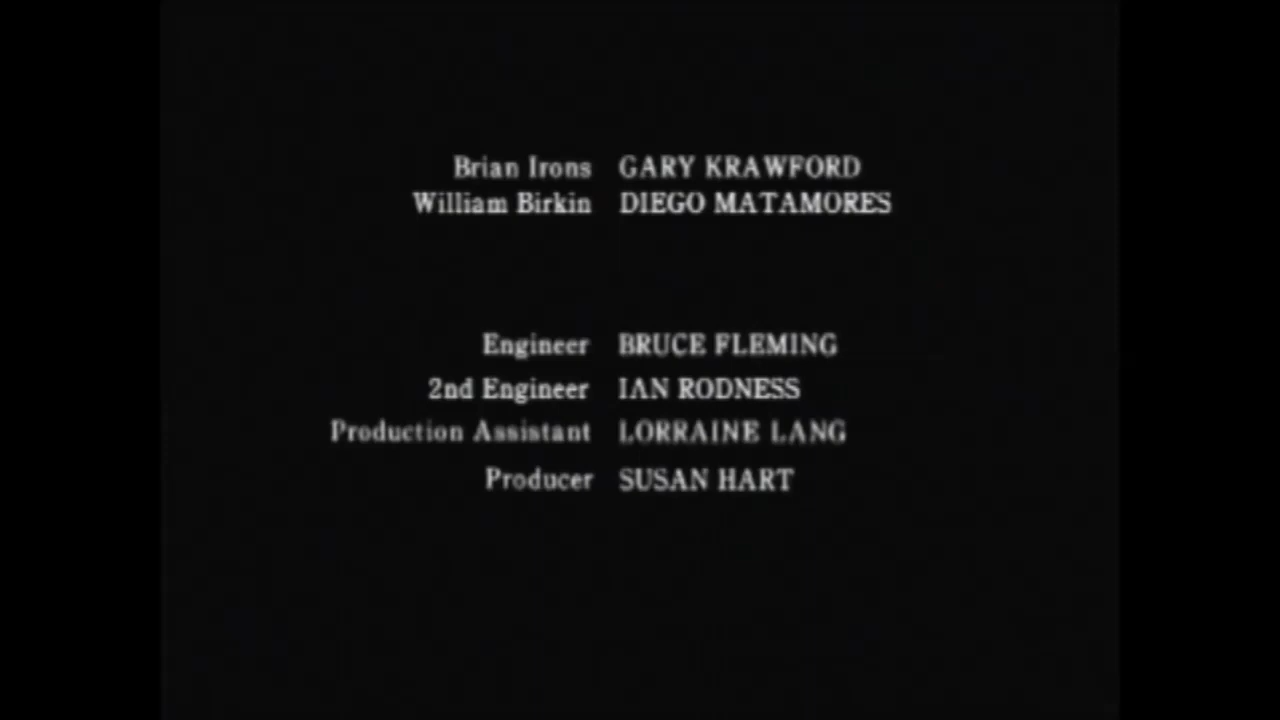 Brian Irons GARY KRAWFORD
William Birkin DIEGO MATAMORES
Engineer BRUCE FLEMING
2nd Engineer IAN RODNESS
Production Assistant LORRAINE LANG
Producer SUSAN HART